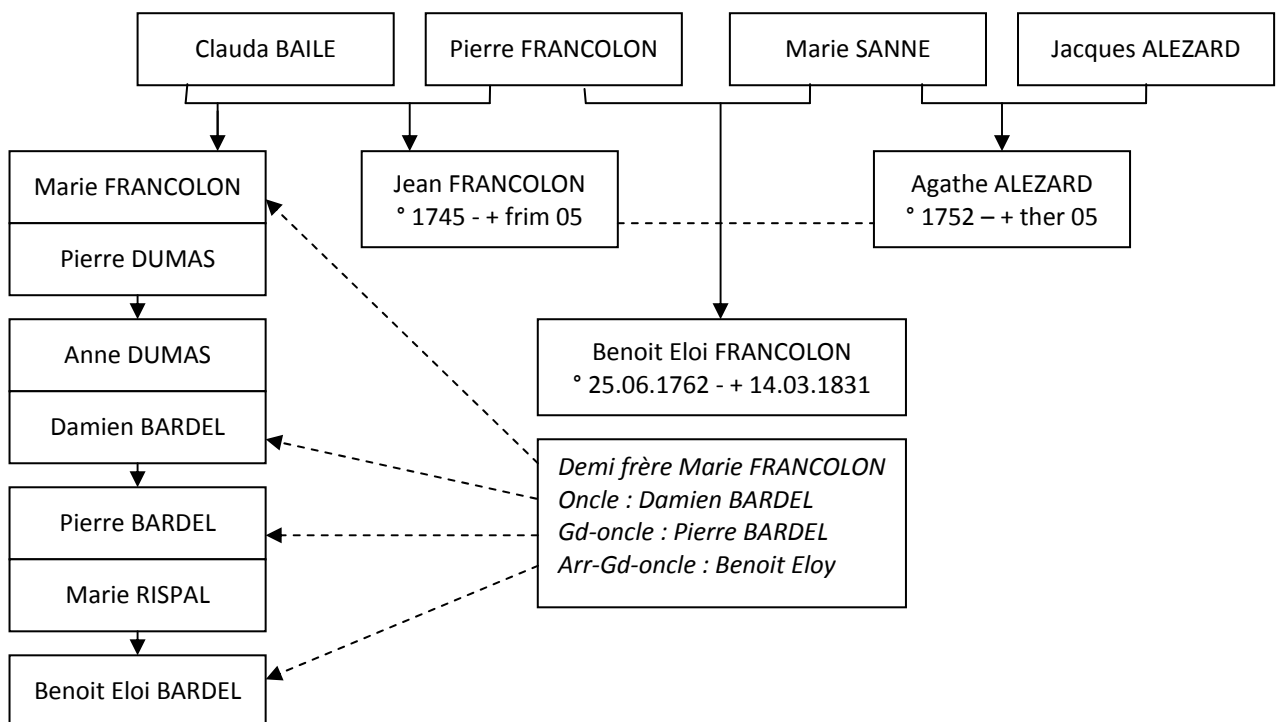 Clauda BAILE
Pierre FRANCOLON
Marie SANNE
Jacques ALEZARD
Marie FRANCOLON
Pierre DUMAS
Jean FRANCOLON
° 1745 - + frim 05
Agathe ALEZARD
° 1752 – + ther 05
Anne DUMAS
Damien BARDEL
Benoit Eloi FRANCOLON
° 25.06.1762 - + 14.03.1831
Demi frère Marie FRANCOLON
Oncle : Damien BARDEL
Gd-oncle : Pierre BARDEL
Arr-Gd-oncle : Benoit Eloy
Pierre BARDEL
Marie RISPAL
Benoit Eloi BARDEL